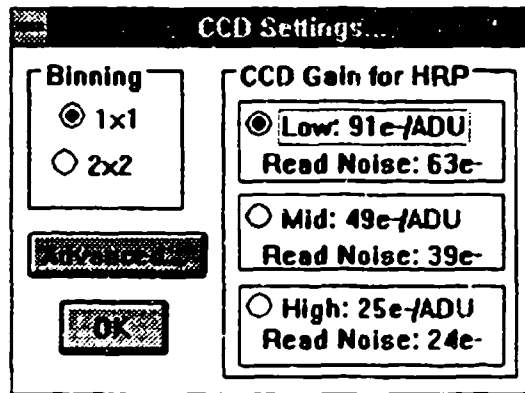 CCD Settings...
Binning
1x1
2x2
Advanced...
OK
CCD Gain for HRP
Low: 91e-/ADU
Read Noise: 63e-
Mid: 49e-/ADU
Read Noise: 39e-
High: 25e-/ADU
Read Noise: 24e-